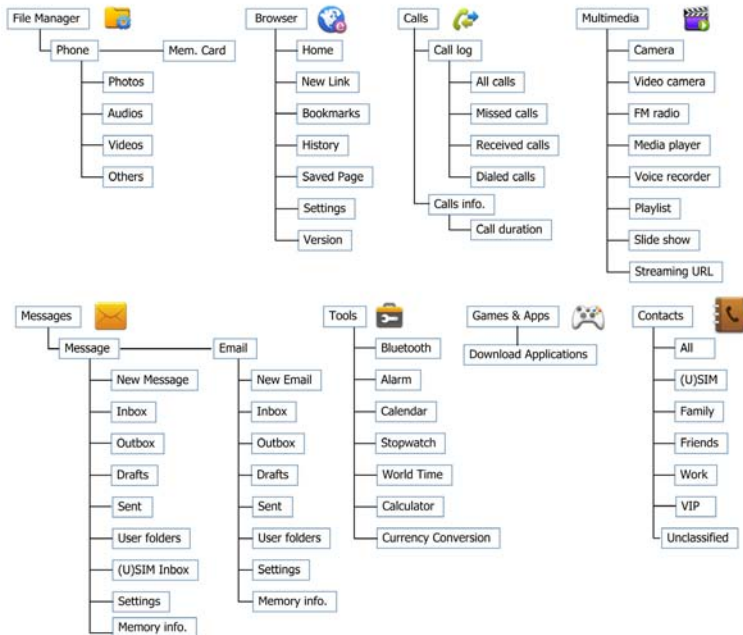 File Manager
Phone
Mem. Card
Photos
Audios
Videos
Others
Browser
Home
New Link
Bookmarks
History
Saved Page
Settings
Version
Calls
Call log
All calls
Missed calls
Received calls
Dialed calls
Calls info.
Call duration
Multimedia
Camera
Video camera
FM radio
Media player
Voice recorder
Playlist
Slide show
Streaming URL
Messages
Message
New Message
Inbox
Outbox
Drafts
Sent
User folders
(U)SIM Inbox
Settings
Memory info.
Email
New Email
Inbox
Outbox
Drafts
Sent
User folders
Settings
Memory info.
Tools
Bluetooth
Alarm
Calendar
Stopwatch
World Time
Calculator
Currency Conversion
Games & Apps
Download Applications
Contacts
All
(U)SIM
Family
Friends
Work
VIP
Unclassified